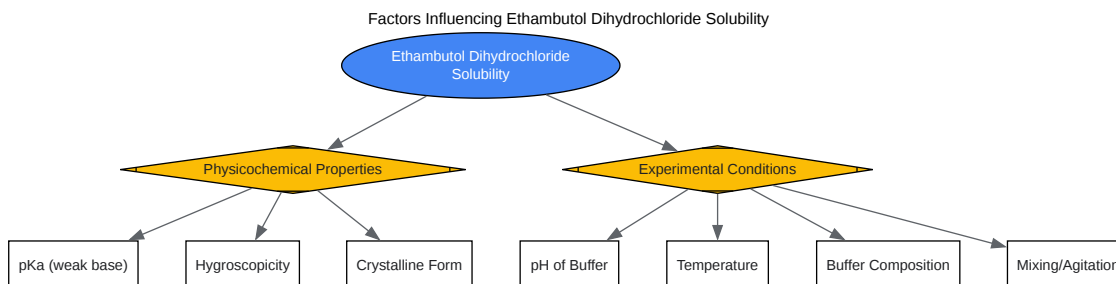 Factors Influencing Ethambutol Dihydrochloride Solubility
Ethambutol Dihydrochloride
Solubility
Physicochemical Properties
Experimental Conditions
pKa (weak base)
Hygroscopicity
Crystalline Form
pH of Buffer
Temperature
Buffer Composition
Mixing/Agitation